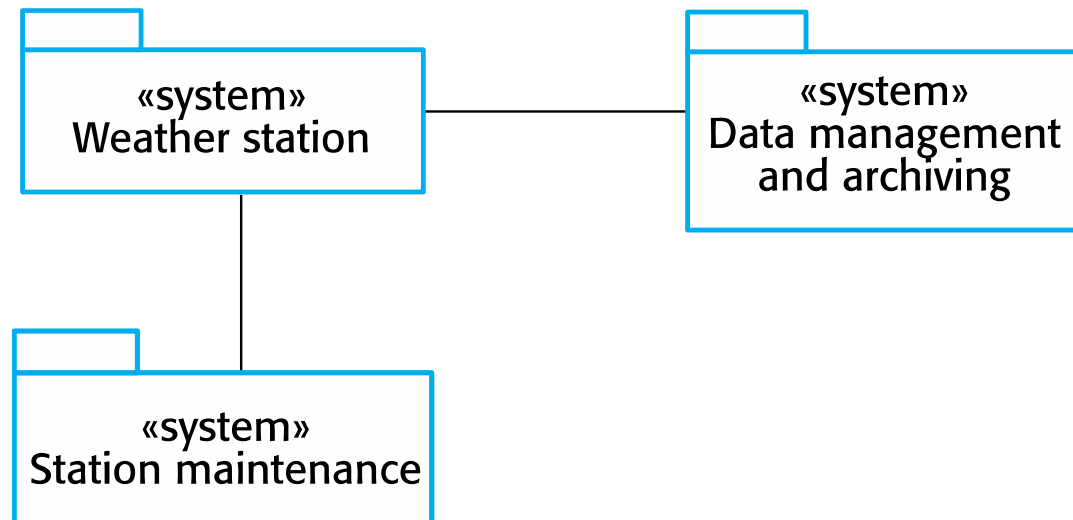 «system»
Weather station
«system»
Data management
and archiving
«system»
Station maintenance